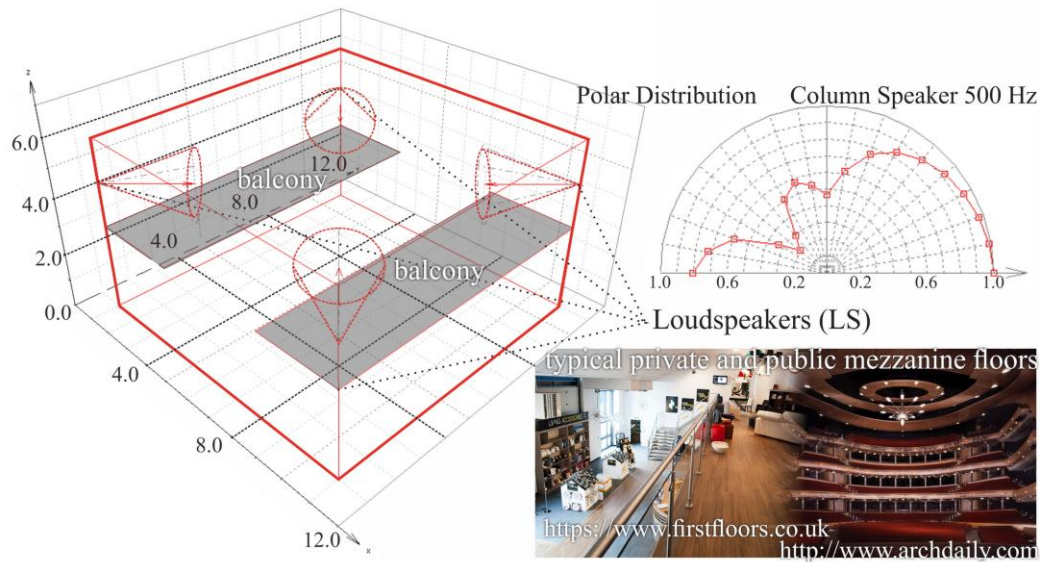 Polar Distribution
Column Speaker 500 Hz
z
6.0
4.0
2.0
0.0
balcony
12.0
8.0
4.0
balcony
4.0
8.0
12.0
x
1.0
0.6
0.2
0.2
0.6
1.0
Loudspeakers (LS)
typical private and public mezzanine floors
https://www.firstfloors.co.uk
http://www.archdaily.com